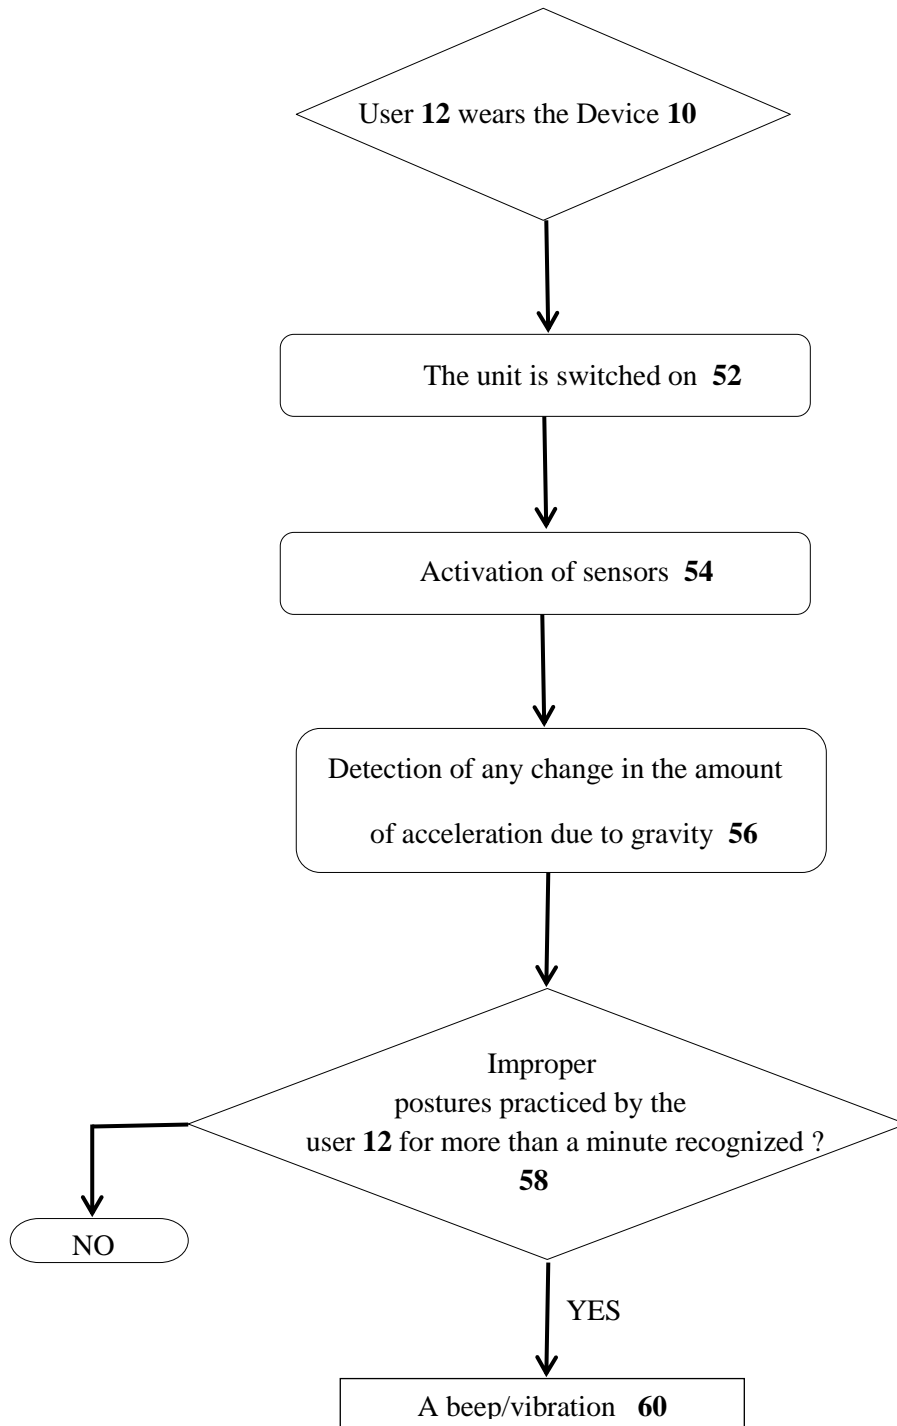 User 12 wears the Device 10
The unit is switched on 52
Activation of sensors 54
Detection of any change in the amount
of acceleration due to gravity 56
Improper
postures practiced by the
user 12 for more than a minute recognized ?
58
NO
YES
A beep/vibration 60